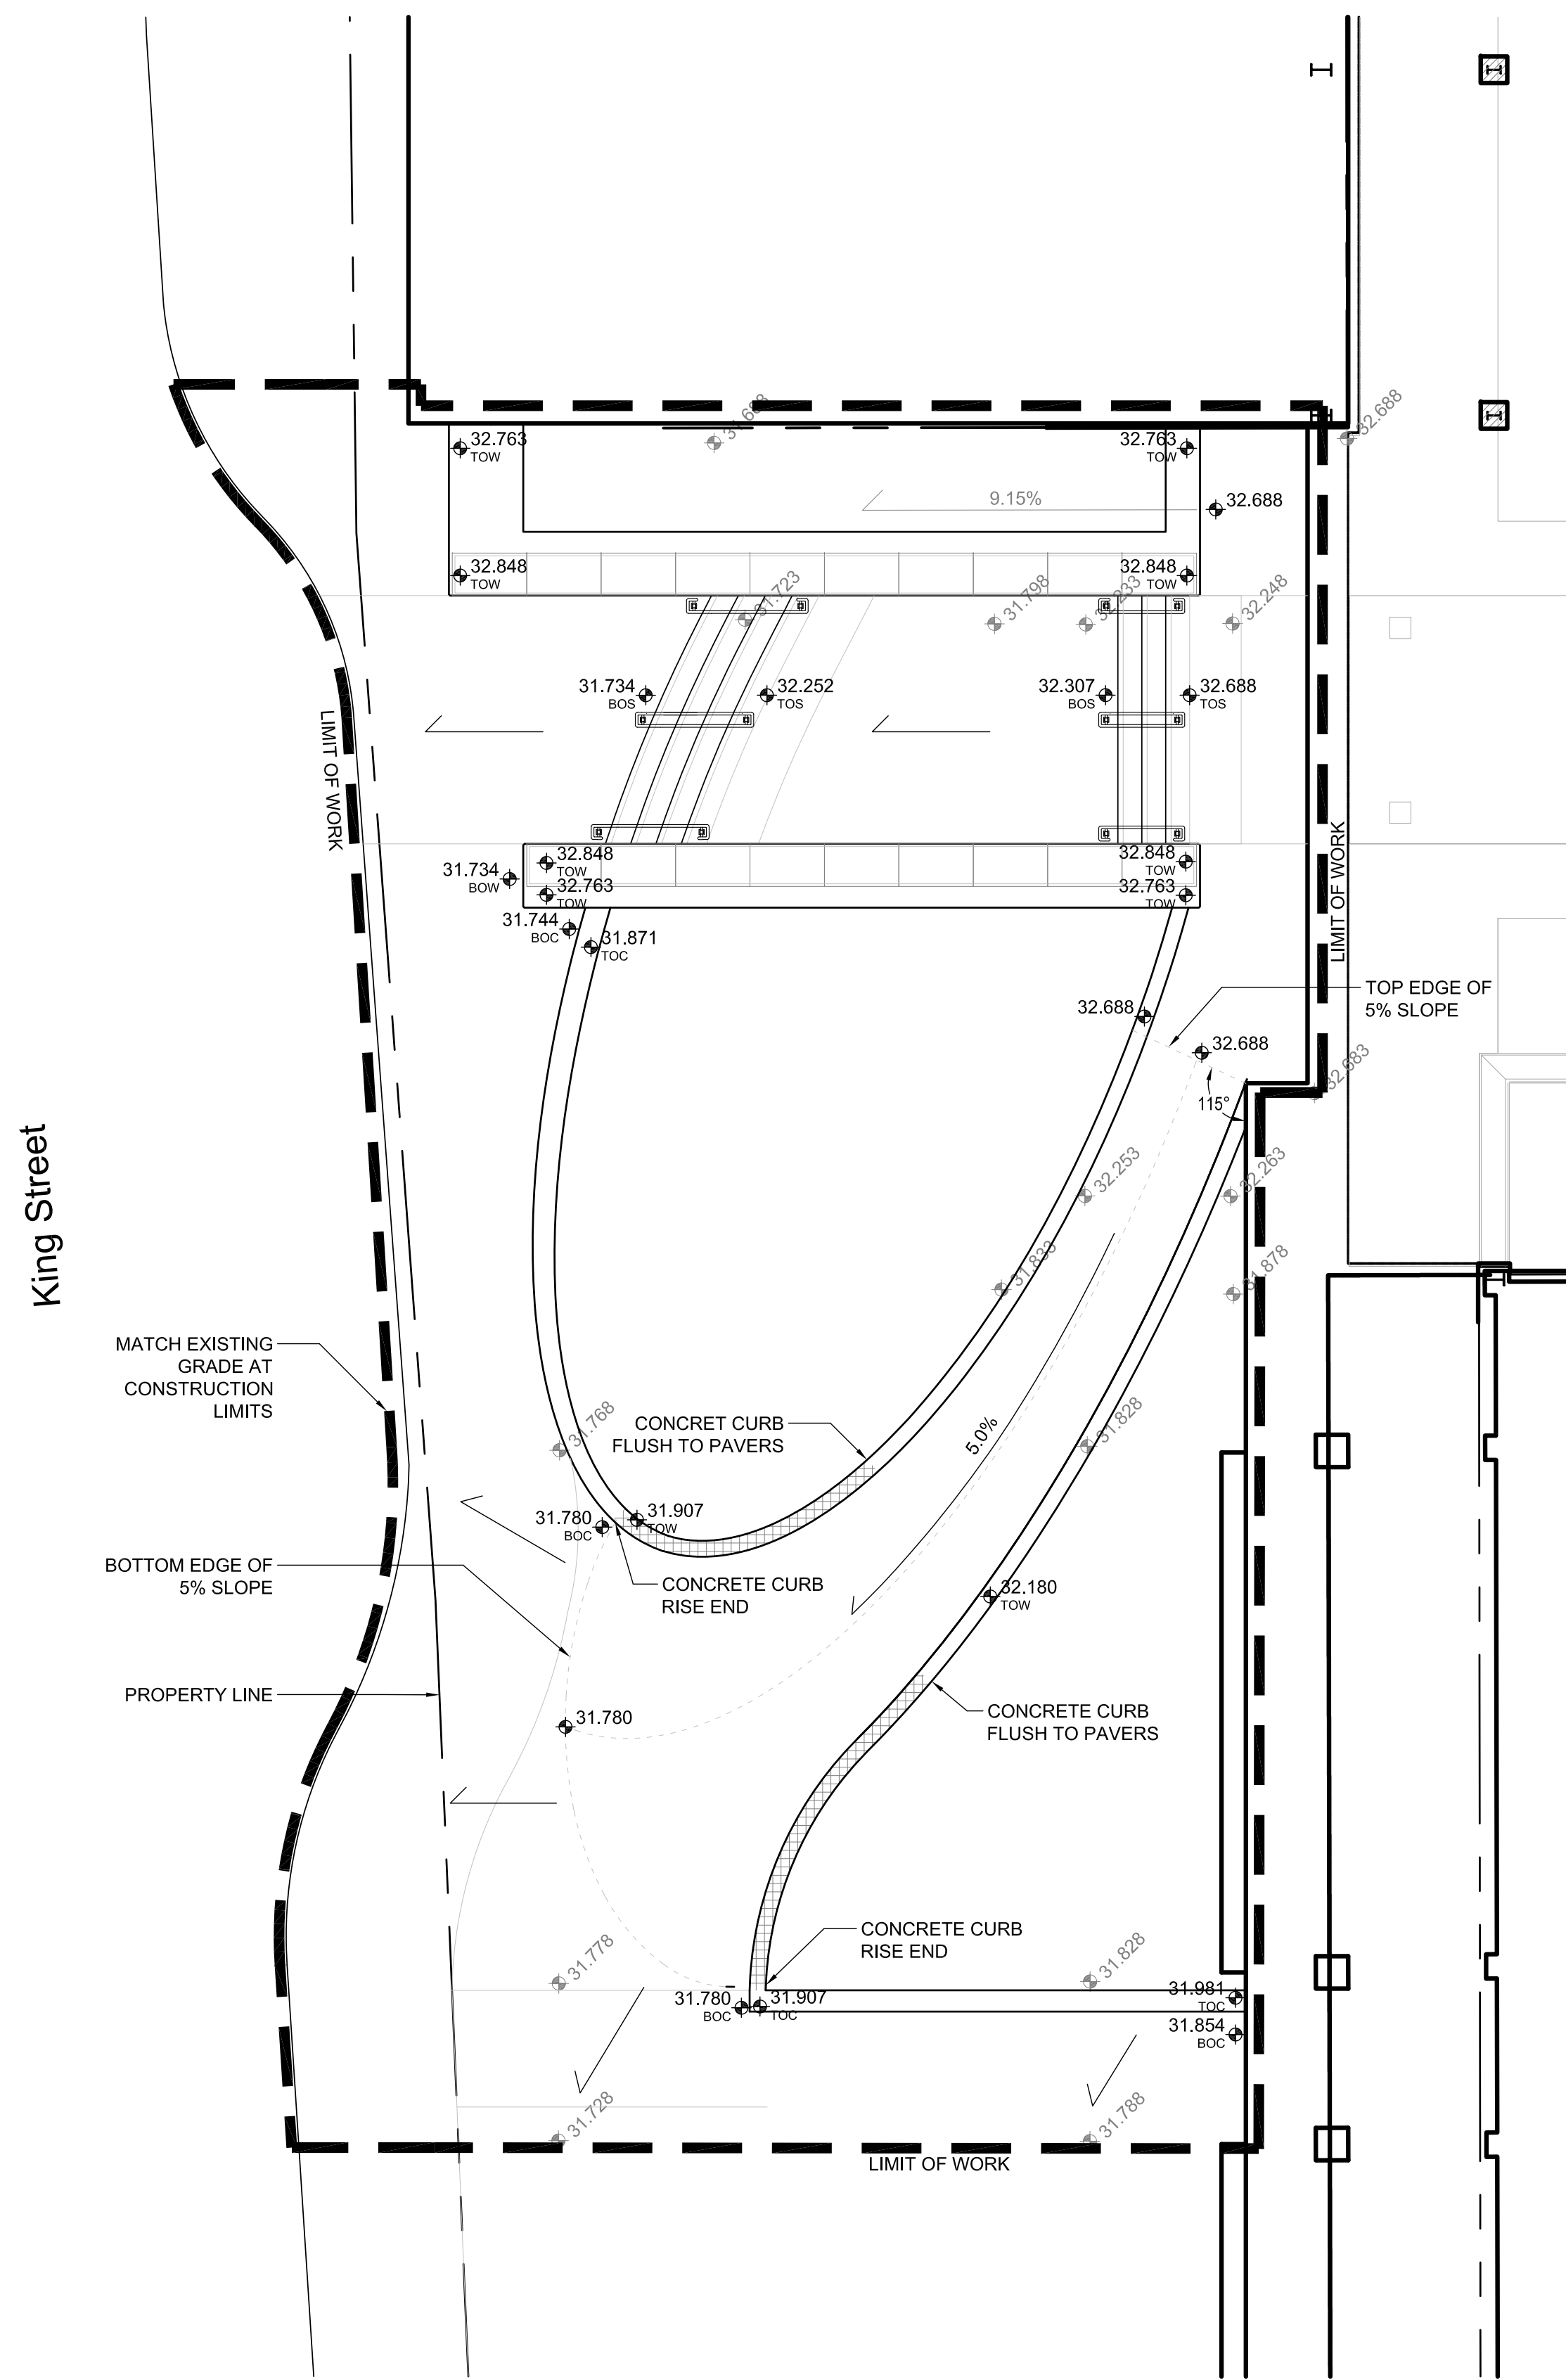 31.688
32.688
32.763
TOW
32.763
TOW
9.15%
32.688
32.848
TOW
32.848
TOW
31.723
31.798
32.233
32.248
31.734
BOS
32.252
TOS
32.307
BOS
32.688
TOS
LIMIT OF WORK
LIMIT OF WORK
32.848
TOW
32.848
TOW
31.734
BOW
32.763
TOW
32.763
TOW
31.744
BOC
31.871
TOC
TOP EDGE OF
5% SLOPE
32.688
32.688
32.683
115°
King Street
32.253
32.263
31.833
31.878
MATCH EXISTING
GRADE AT
CONSTRUCTION
LIMITS
31.768
CONCRET CURB
FLUSH TO PAVERS
5.0%
31.828
31.780
BOC
31.907
TOW
BOTTOM EDGE OF
5% SLOPE
CONCRETE CURB
RISE END
32.180
TOW
PROPERTY LINE
31.780
CONCRETE CURB
FLUSH TO PAVERS
CONCRETE CURB
RISE END
31.778
31.828
31.780
BOC
31.907
TOC
31.981
TOC
31.854
BOC
31.728
31.788
LIMIT OF WORK